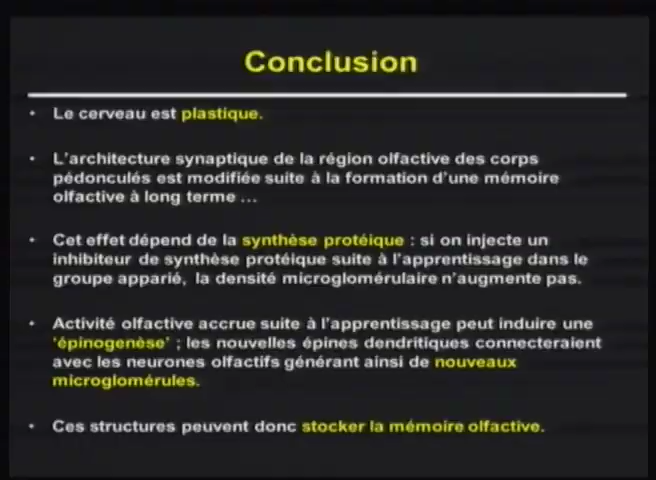 Conclusion
• Le cerveau est plastique.
• L'architecture synaptique de la région olfactive des corps
pédonculés est modifiée suite à la formation d'une mémoire
olfactive à long terme ...
• Cet effet dépend de la synthèse protéique : si on injecte un
inhibiteur de synthèse protéique suite à l'apprentissage dans le
groupe apparié, la densité microglomérulaire n'augmente pas.
• Activité olfactive accrue suite à l'apprentissage peut induire une
'épinogenèse' ; les nouvelles épines dendritiques connecteraient
avec les neurones olfactifs générant ainsi de nouveaux
microglomérules.
• Ces structures peuvent donc stocker la mémoire olfactive.